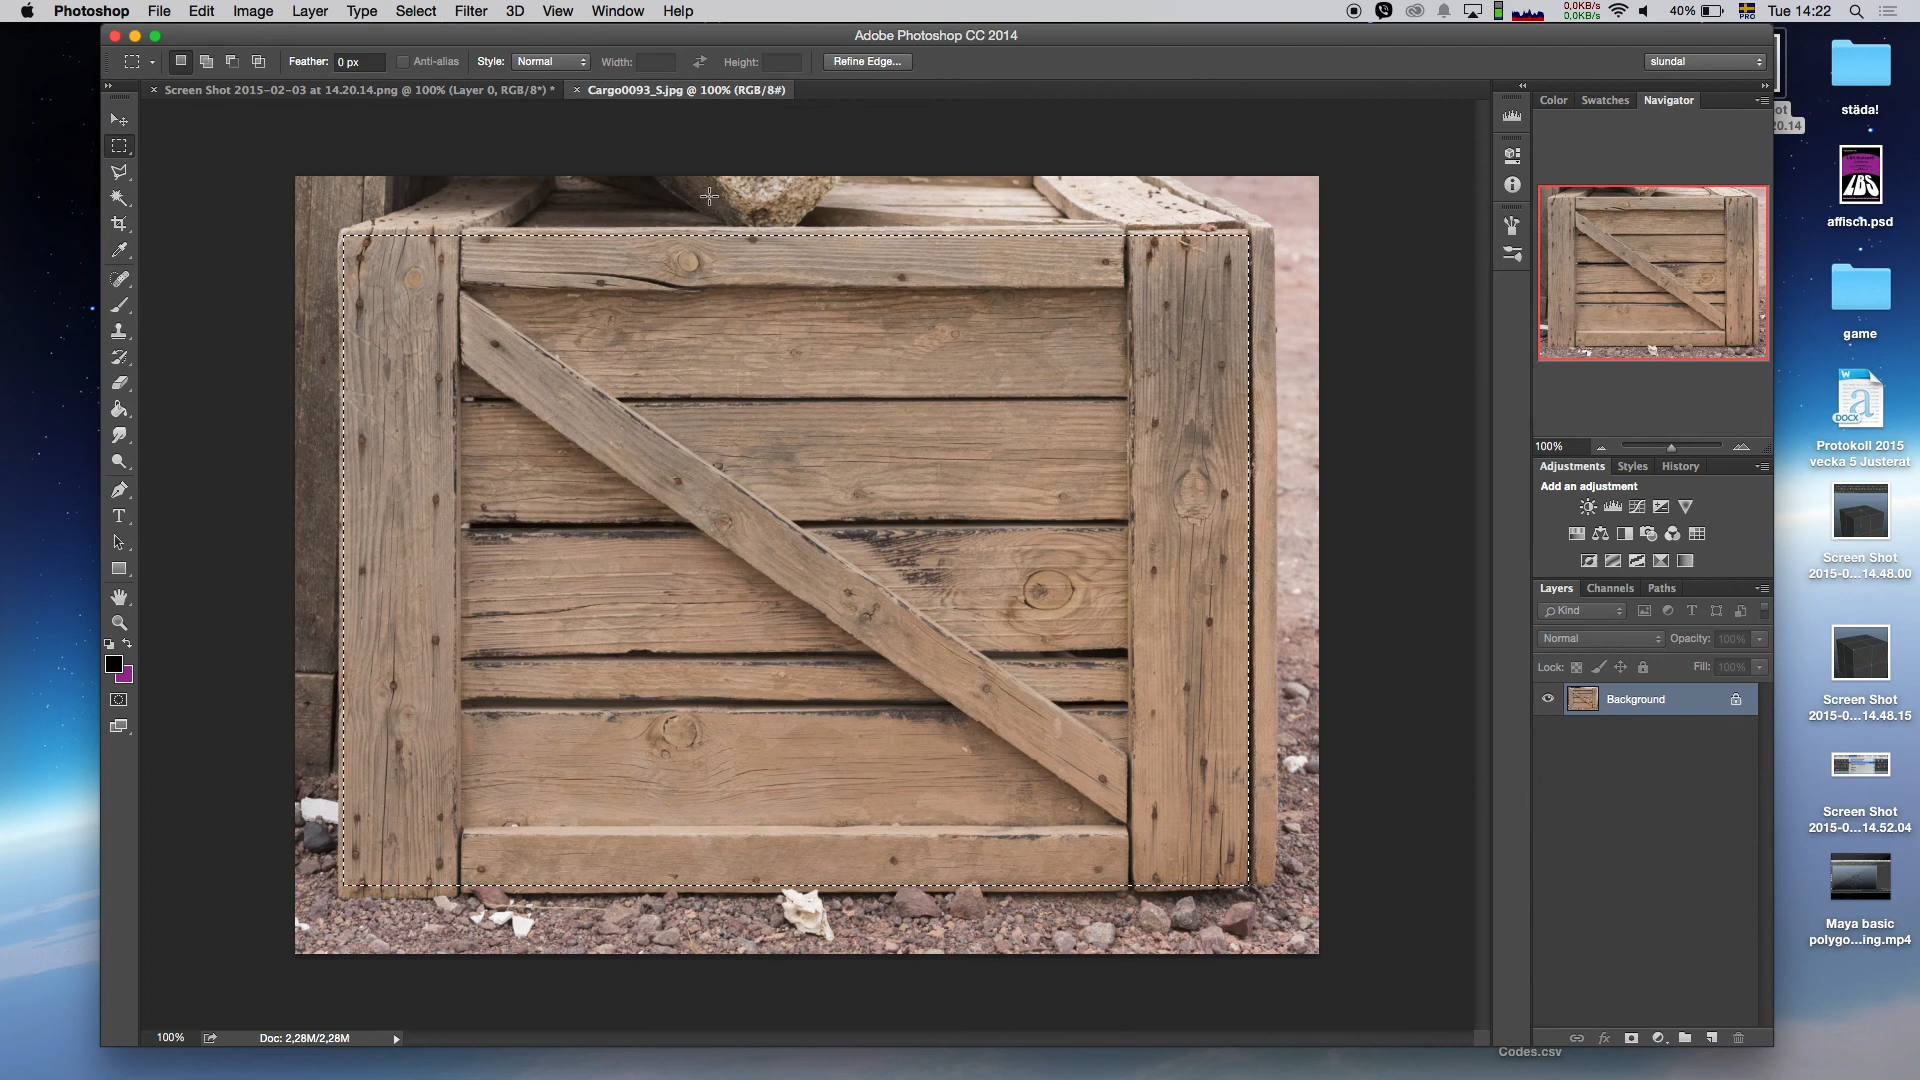 Photoshop File Edit Image Layer Type Select Filter 3D View Window Help 0,0KB/s 0,0KB/s 40% PRO Tue 14:22
Adobe Photoshop CC 2014
Feather: 0 px Anti-alias Style: Normal Width: Height: Refine Edge... slundal
Screen Shot 2015-02-03 at 14.20.14.png @ 100% (Layer 0, RGB/8*) * Cargo0093_S.jpg @ 100% (RGB/8#)
Color Swatches Navigator
100%
Adjustments Styles History
Add an adjustment
Layers Channels Paths
Kind
Normal Opacity: 100%
Lock: Fill: 100%
Background
100% Doc: 2,28M/2,28M
Codes.csv
ot
20.14
städa!
LBS
affisch.psd
game
W
DOCX
Protokoll 2015
vecka 5 Justerat
Screen Shot
2015-0...14.48.00
Screen Shot
2015-0...14.48.15
Screen Shot
2015-0...14.52.04
Maya basic
polygo...ing.mp4